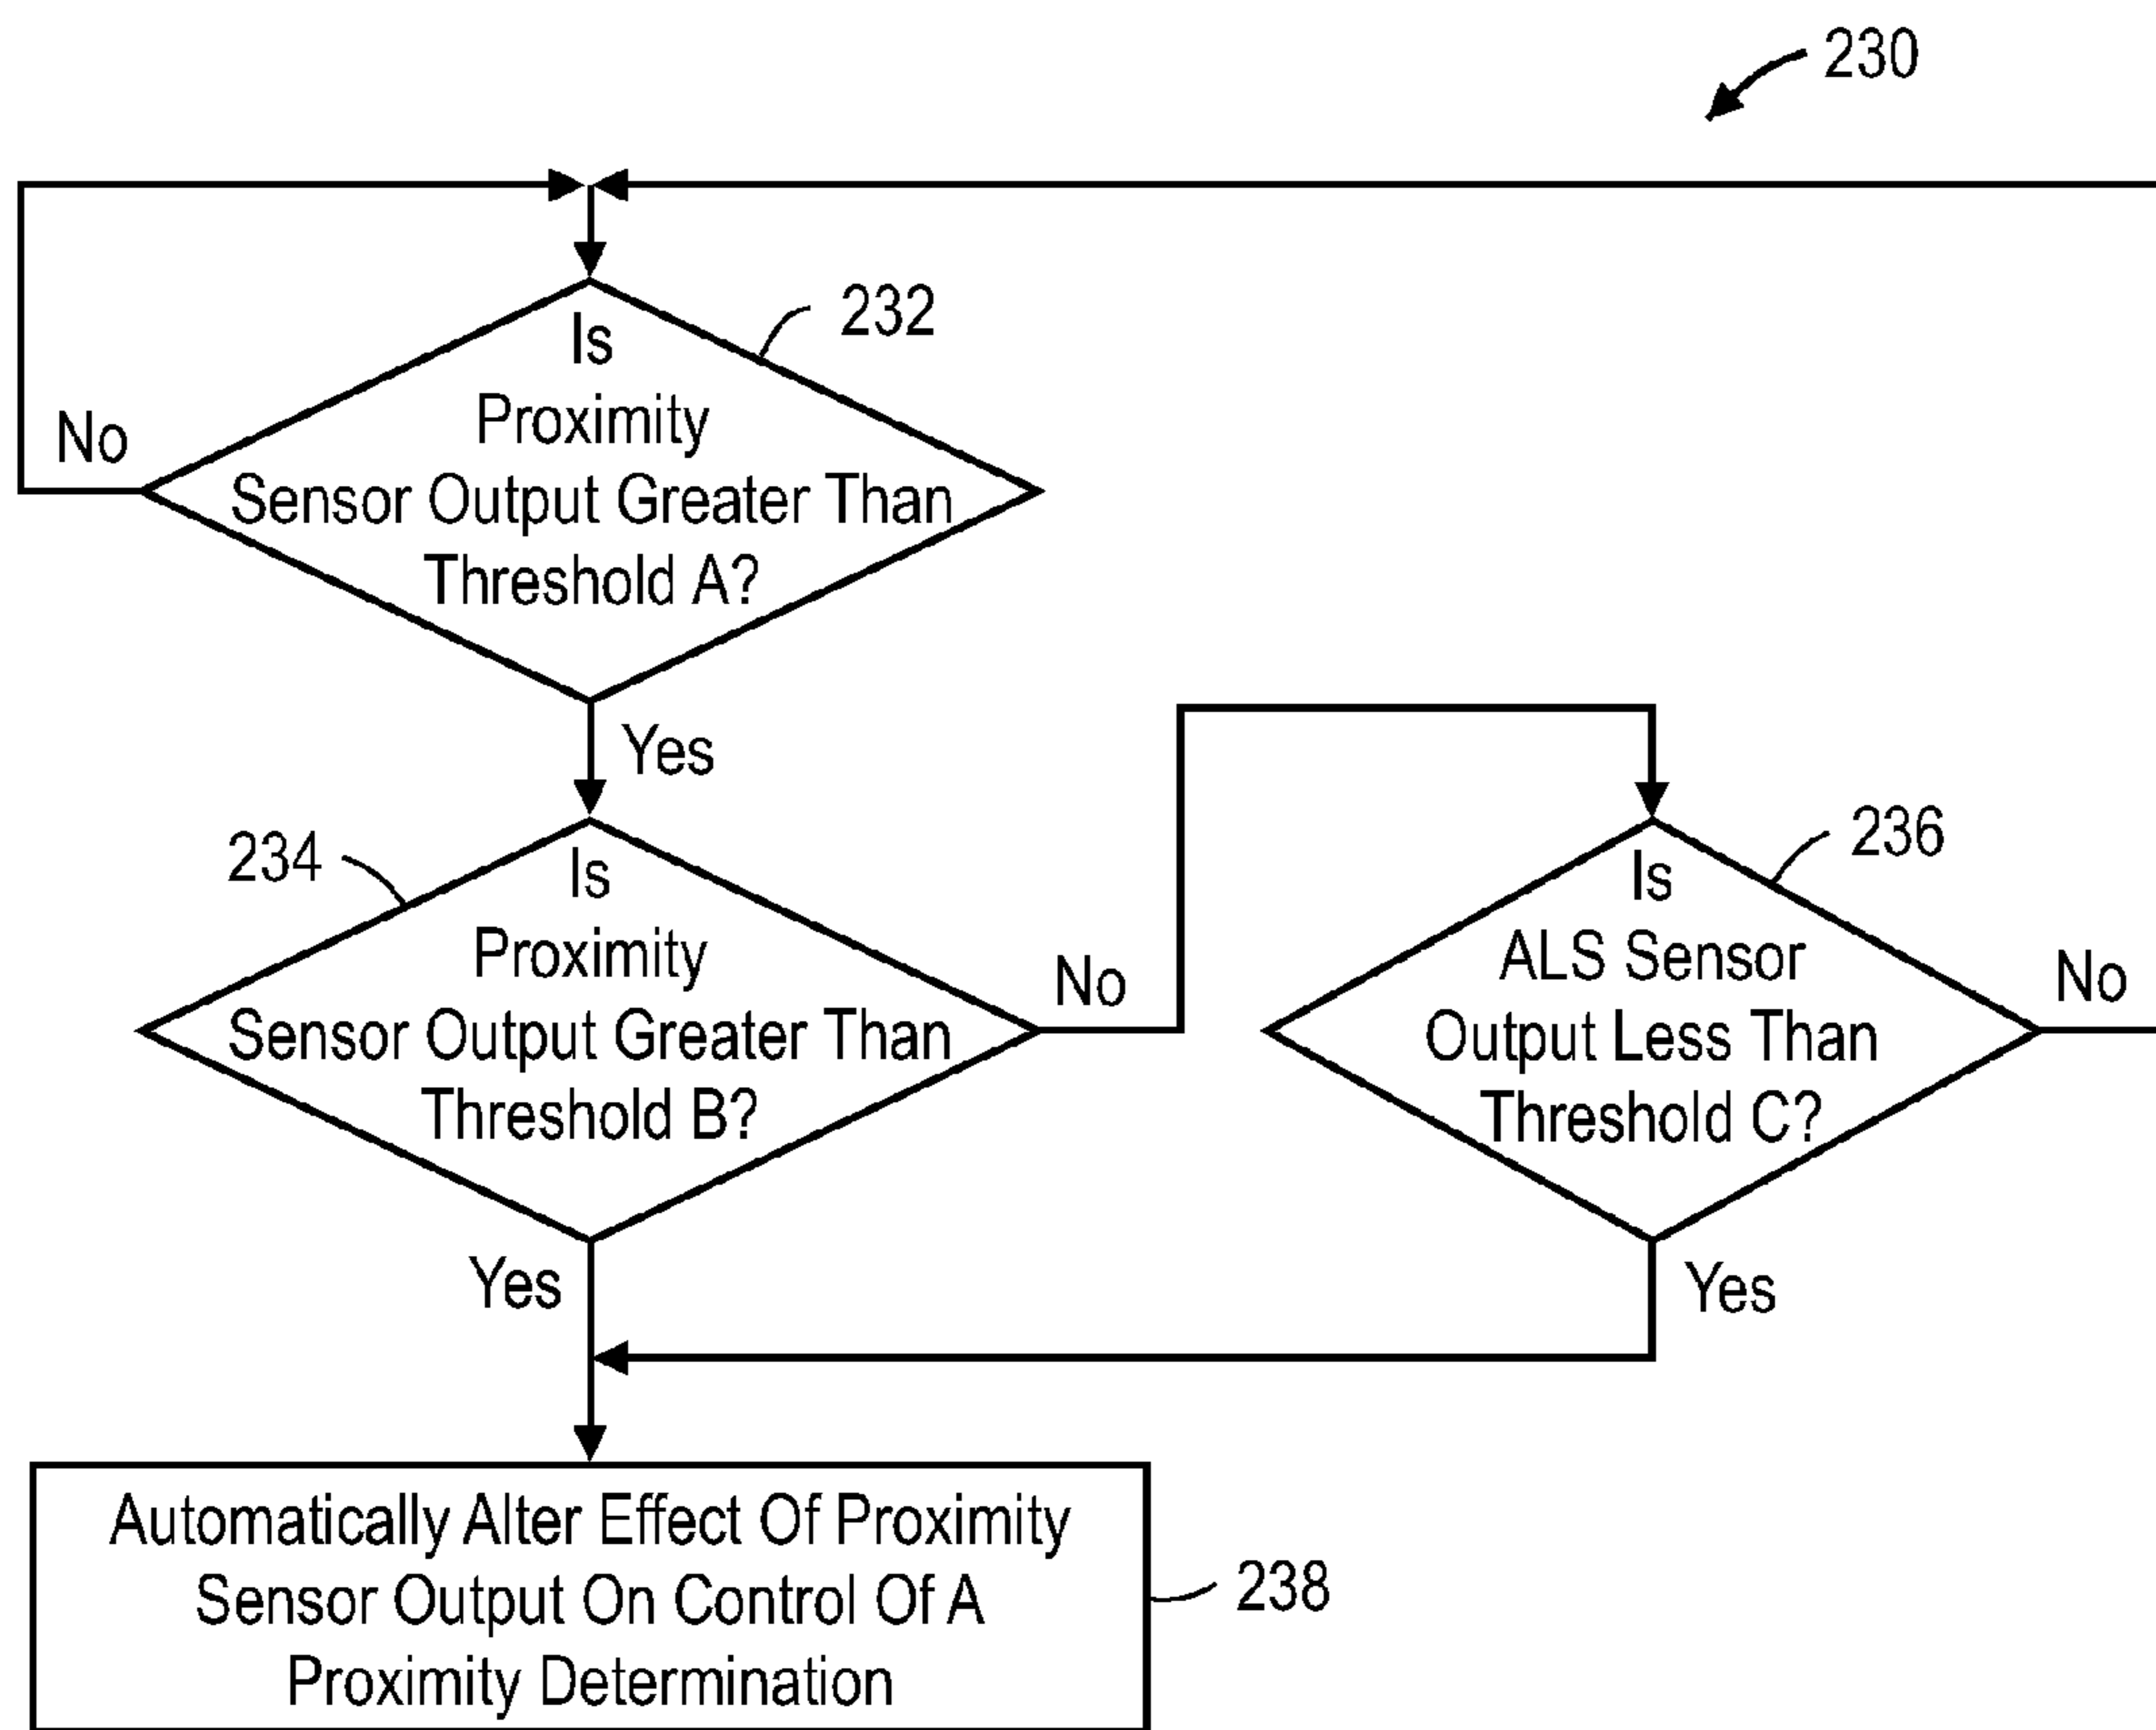 230
232
Is
Proximity
Sensor Output Greater Than
Threshold A?
No
Yes
234
Is
Proximity
Sensor Output Greater Than
Threshold B?
No
Yes
236
Is
ALS Sensor
Output Less Than
Threshold C?
No
Yes
Automatically Alter Effect Of Proximity
Sensor Output On Control Of A
Proximity Determination
238